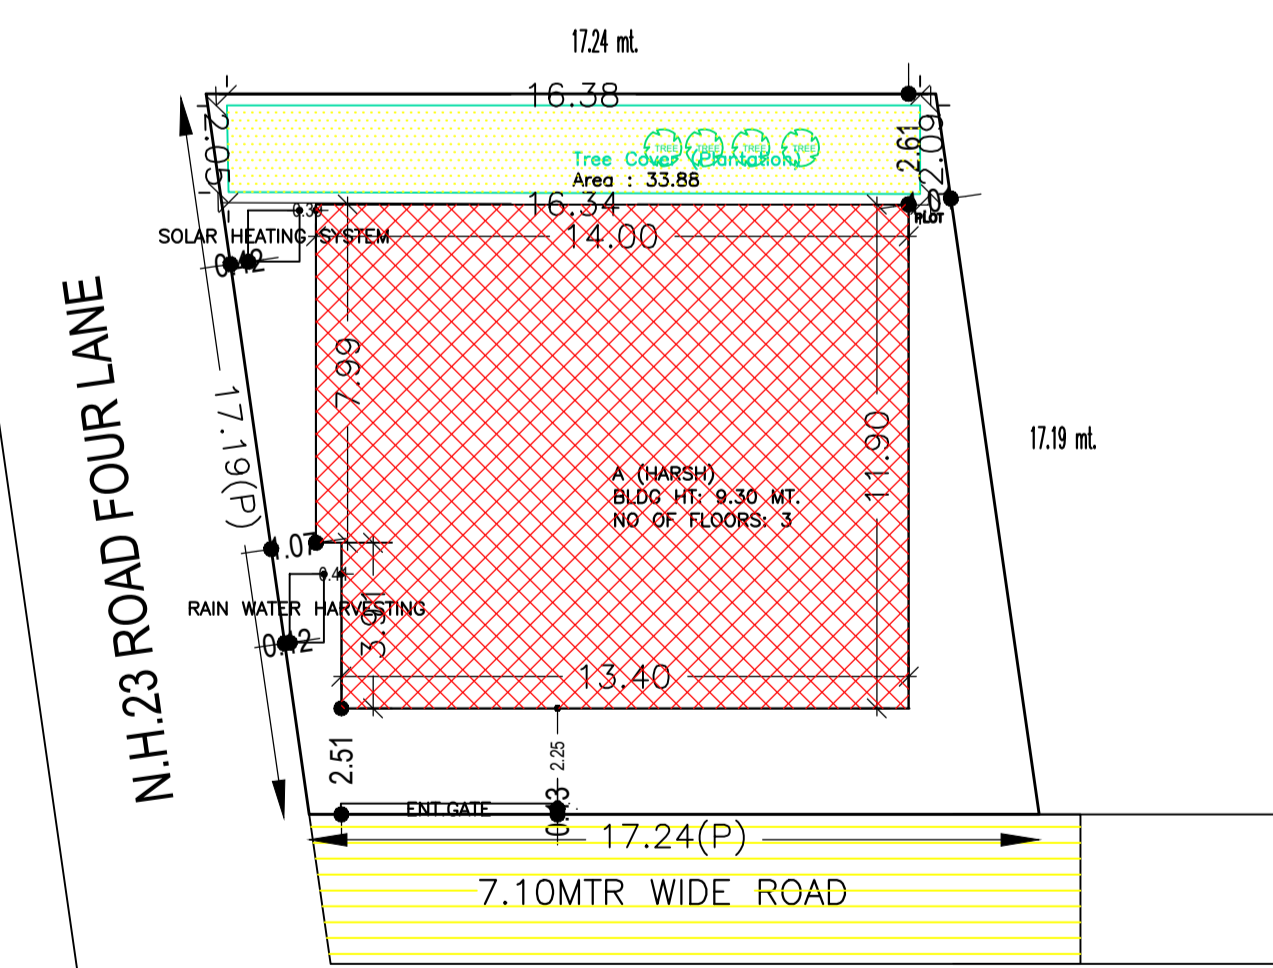 17.24 mt.
16.38
2.05
2.61
2.09
TREE TREE TREE TREE
Tree Cover (Plantation)
Area : 33.88
16.34
PLOT
0.30
14.00
SOLAR HEATING SYSTEM
0.42
7.99
11.90
17.19(P)
17.19 mt.
N.H.23 ROAD FOUR LANE
A (HARSH)
BLDG HT: 9.30 MT.
NO OF FLOORS: 3
1.07
0.44
RAIN WATER HARVESTING
3.91
0.12
13.40
2.51
2.25
ENT.GATE
17.24(P)
7.10MTR WIDE ROAD